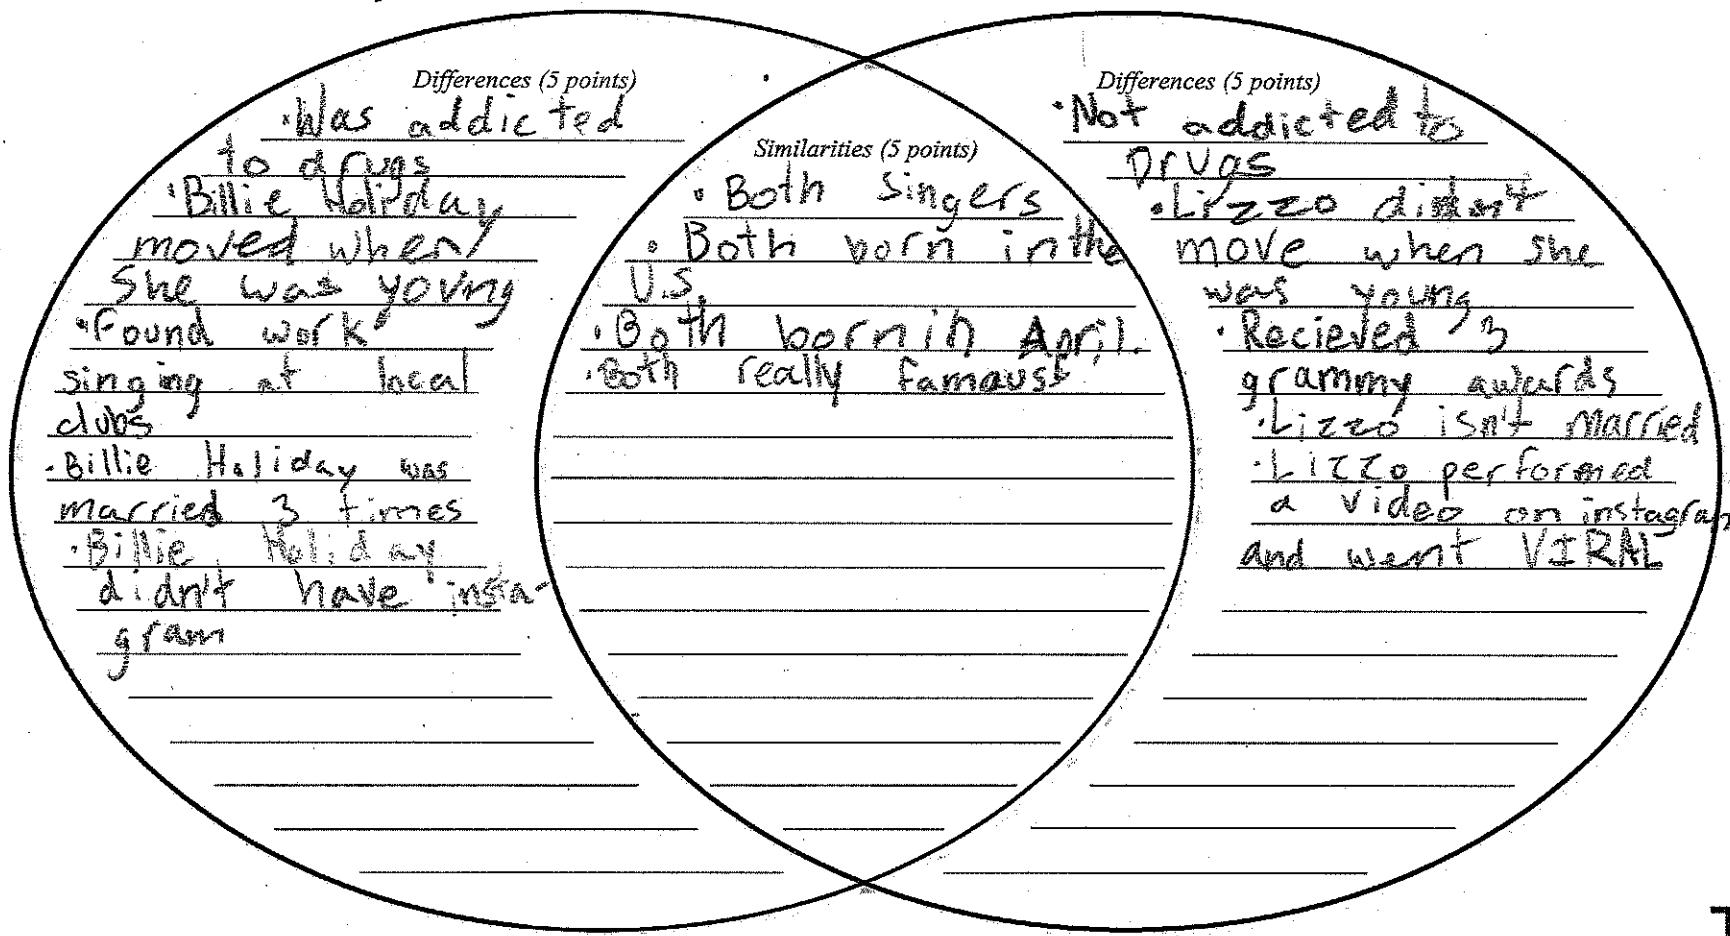 Differences (5 points)
•Was addicted
to drugs
•Billie Holiday
moved when
she was young
•Found work
singing at local
clubs
•Billie Holiday was
married 3 times
•Billie Holiday
didn't have insta-
gram
Similarities (5 points)
•Both singers
•Both born in the
U.S.
•Both born in April.
•Both really famous
Differences (5 points)
•Not addicted to
Drugs
•Lizzo didn't
move when she
was young
•Recieved 3
grammy awards
•Lizzo isn't married
•Lizzo performed
a video on instagram
and went VIRAL